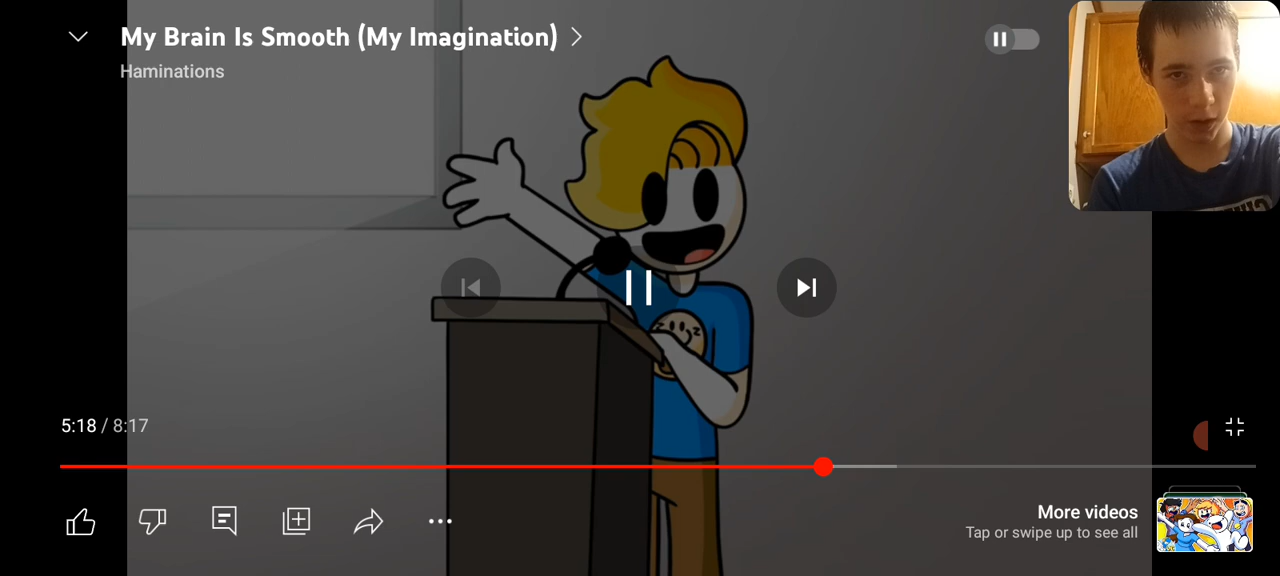 My Brain Is Smooth (My Imagination)
Haminations
z z
5:18 / 8:17
More videos
Tap or swipe up to see all